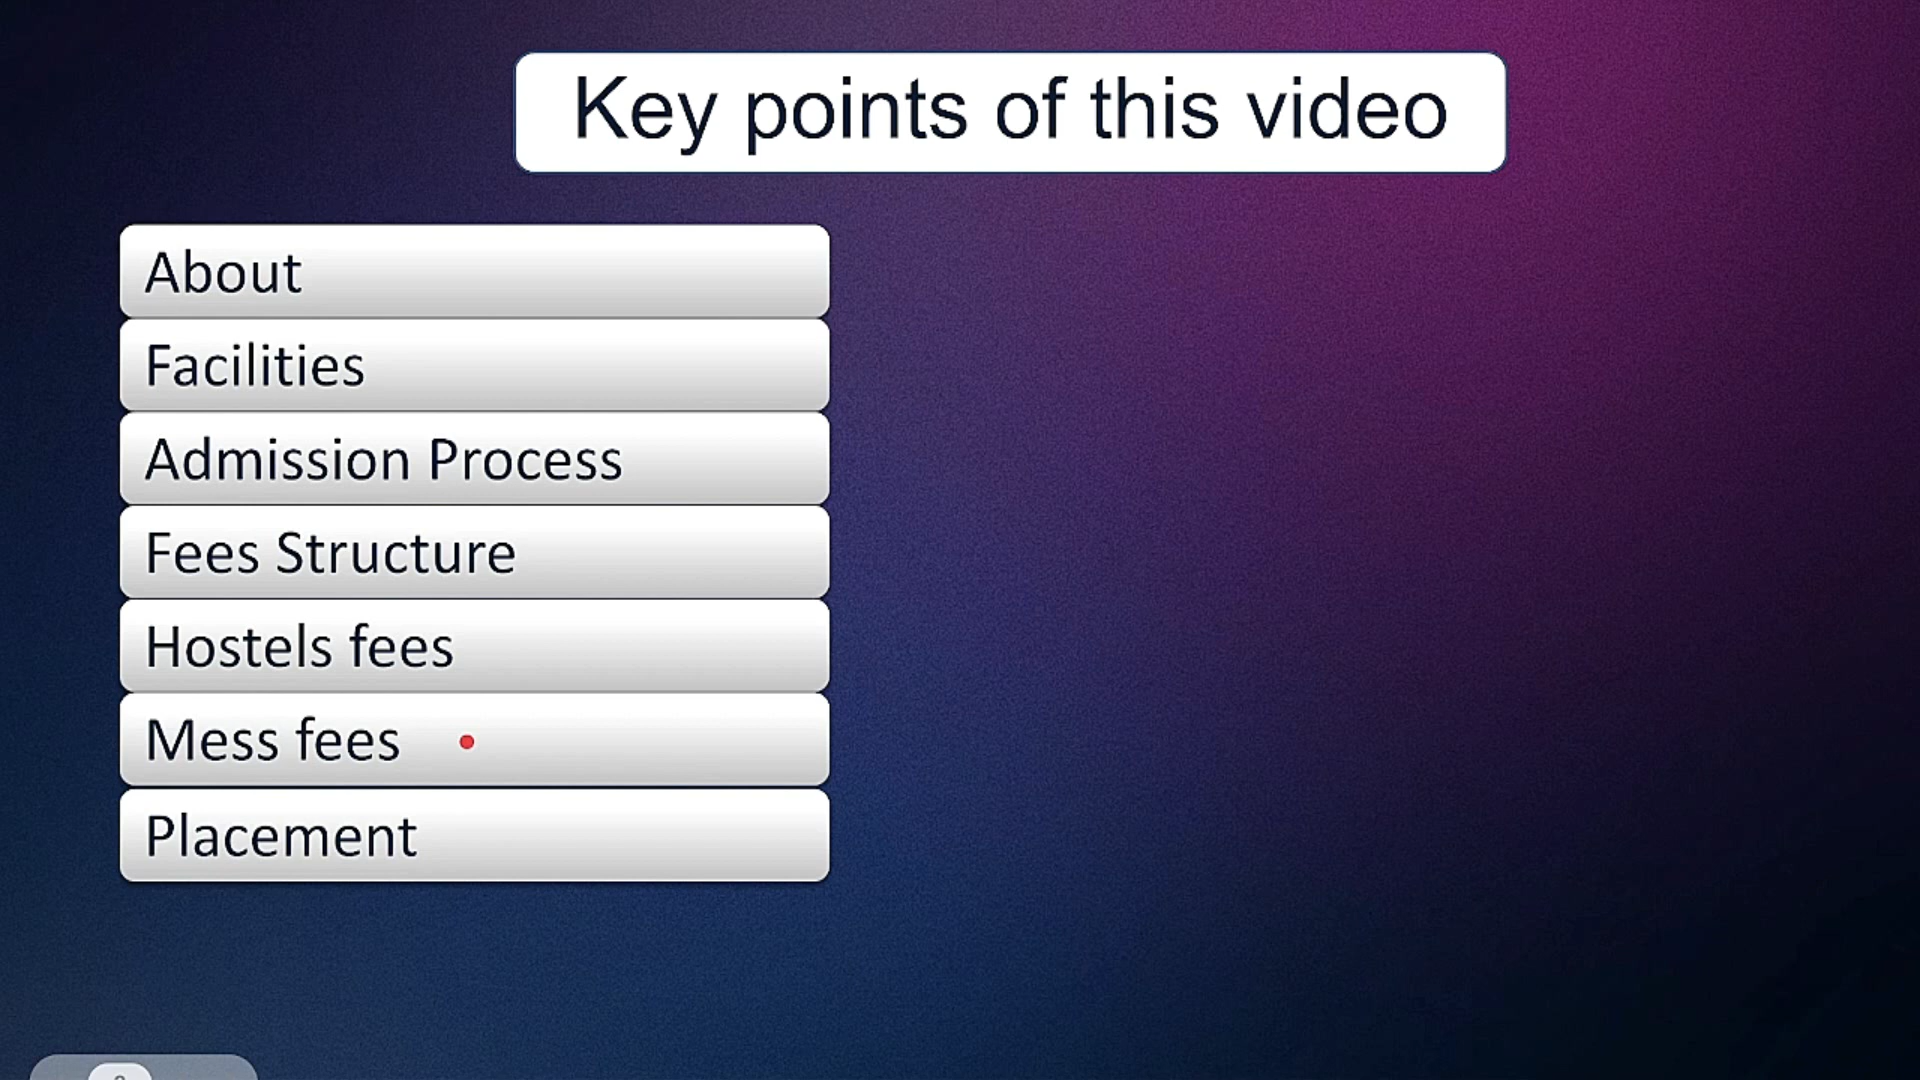 Key points of this video
About
Facilities
Admission Process
Fees Structure
Hostels fees
Mess fees
Placement